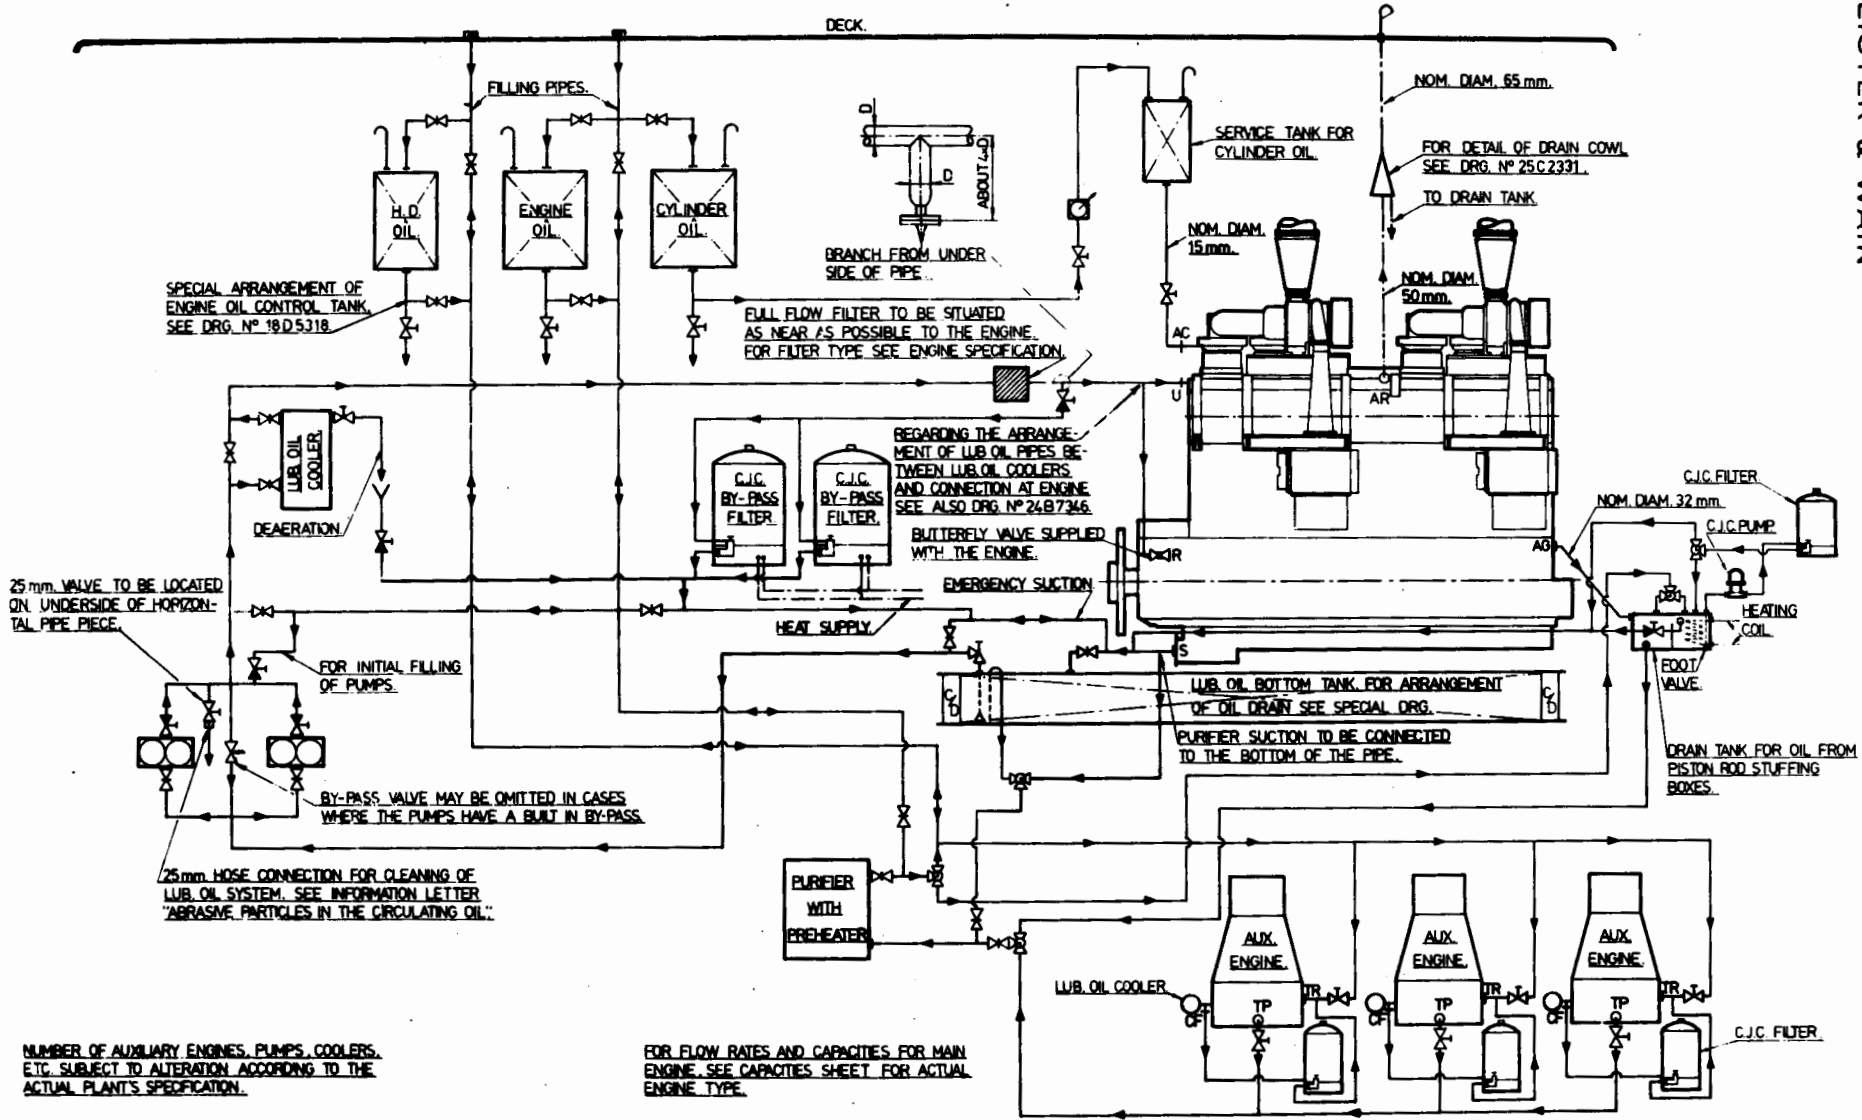 DECK.
FILLING PIPES.
NOM. DIAM. 65 mm.
D
D
ABOUT 4×D
SERVICE TANK FOR
CYLINDER OIL.
FOR DETAIL OF DRAIN COWL
SEE DRG. Nº 25C2331.
TO DRAIN TANK
H.D.
OIL.
ENGINE
OIL.
CYLINDER
OIL.
BRANCH FROM UNDER
SIDE OF PIPE.
NOM. DIAM.
15 mm.
NOM. DIAM.
50 mm.
SPECIAL ARRANGEMENT OF
ENGINE OIL CONTROL TANK,
SEE DRG. Nº 18D5318.
FULL FLOW FILTER TO BE SITUATED
AS NEAR AS POSSIBLE TO THE ENGINE.
FOR FILTER TYPE SEE ENGINE SPECIFICATION.
AC
U
AR
LUB. OIL
COOLER.
DEAERATION.
C.J.C.
BY-PASS
FILTER.
C.J.C.
BY-PASS
FILTER.
REGARDING THE ARRANGE-
MENT OF LUB OIL PIPES BE-
TWEEN LUB. OIL COOLERS
AND CONNECTION AT ENGINE
SEE ALSO DRG. Nº 24B7346.
BUTTERFLY VALVE SUPPLIED
WITH THE ENGINE.
R
C.J.C. FILTER.
NOM. DIAM. 32 mm.
C.J.C. PUMP.
AG
25 mm. VALVE TO BE LOCATED
ON UNDERSIDE OF HORIZON-
TAL PIPE PIECE.
EMERGENCY SUCTION
HEAT SUPPLY.
HEATING
COIL
FOOT
VALVE.
S
FOR INITIAL FILLING
OF PUMPS.
C/D
LUB. OIL BOTTOM TANK. FOR ARRANGEMENT
OF OIL DRAIN SEE SPECIAL DRG.
C/D
PURIFIER SUCTION TO BE CONNECTED
TO THE BOTTOM OF THE PIPE.
DRAIN TANK FOR OIL FROM
PISTON ROD STUFFING
BOXES.
BY-PASS VALVE MAY BE OMITTED IN CASES
WHERE THE PUMPS HAVE A BUILT IN BY-PASS.
25 mm. HOSE CONNECTION FOR CLEANING OF
LUB. OIL SYSTEM. SEE INFORMATION LETTER
"ABRASIVE PARTICLES IN THE CIRCULATING OIL".
PURIFIER
WITH
PREHEATER
AUX.
ENGINE.
AUX.
ENGINE.
AUX.
ENGINE.
LUB. OIL COOLER
TP
TR
TP
TR
TP
TR
C.J.C. FILTER.
NUMBER OF AUXILIARY ENGINES, PUMPS, COOLERS,
ETC. SUBJECT TO ALTERATION ACCORDING TO THE
ACTUAL PLANT'S SPECIFICATION.
FOR FLOW RATES AND CAPACITIES FOR MAIN
ENGINE, SEE CAPACITIES SHEET FOR ACTUAL
ENGINE TYPE.
& WAIN